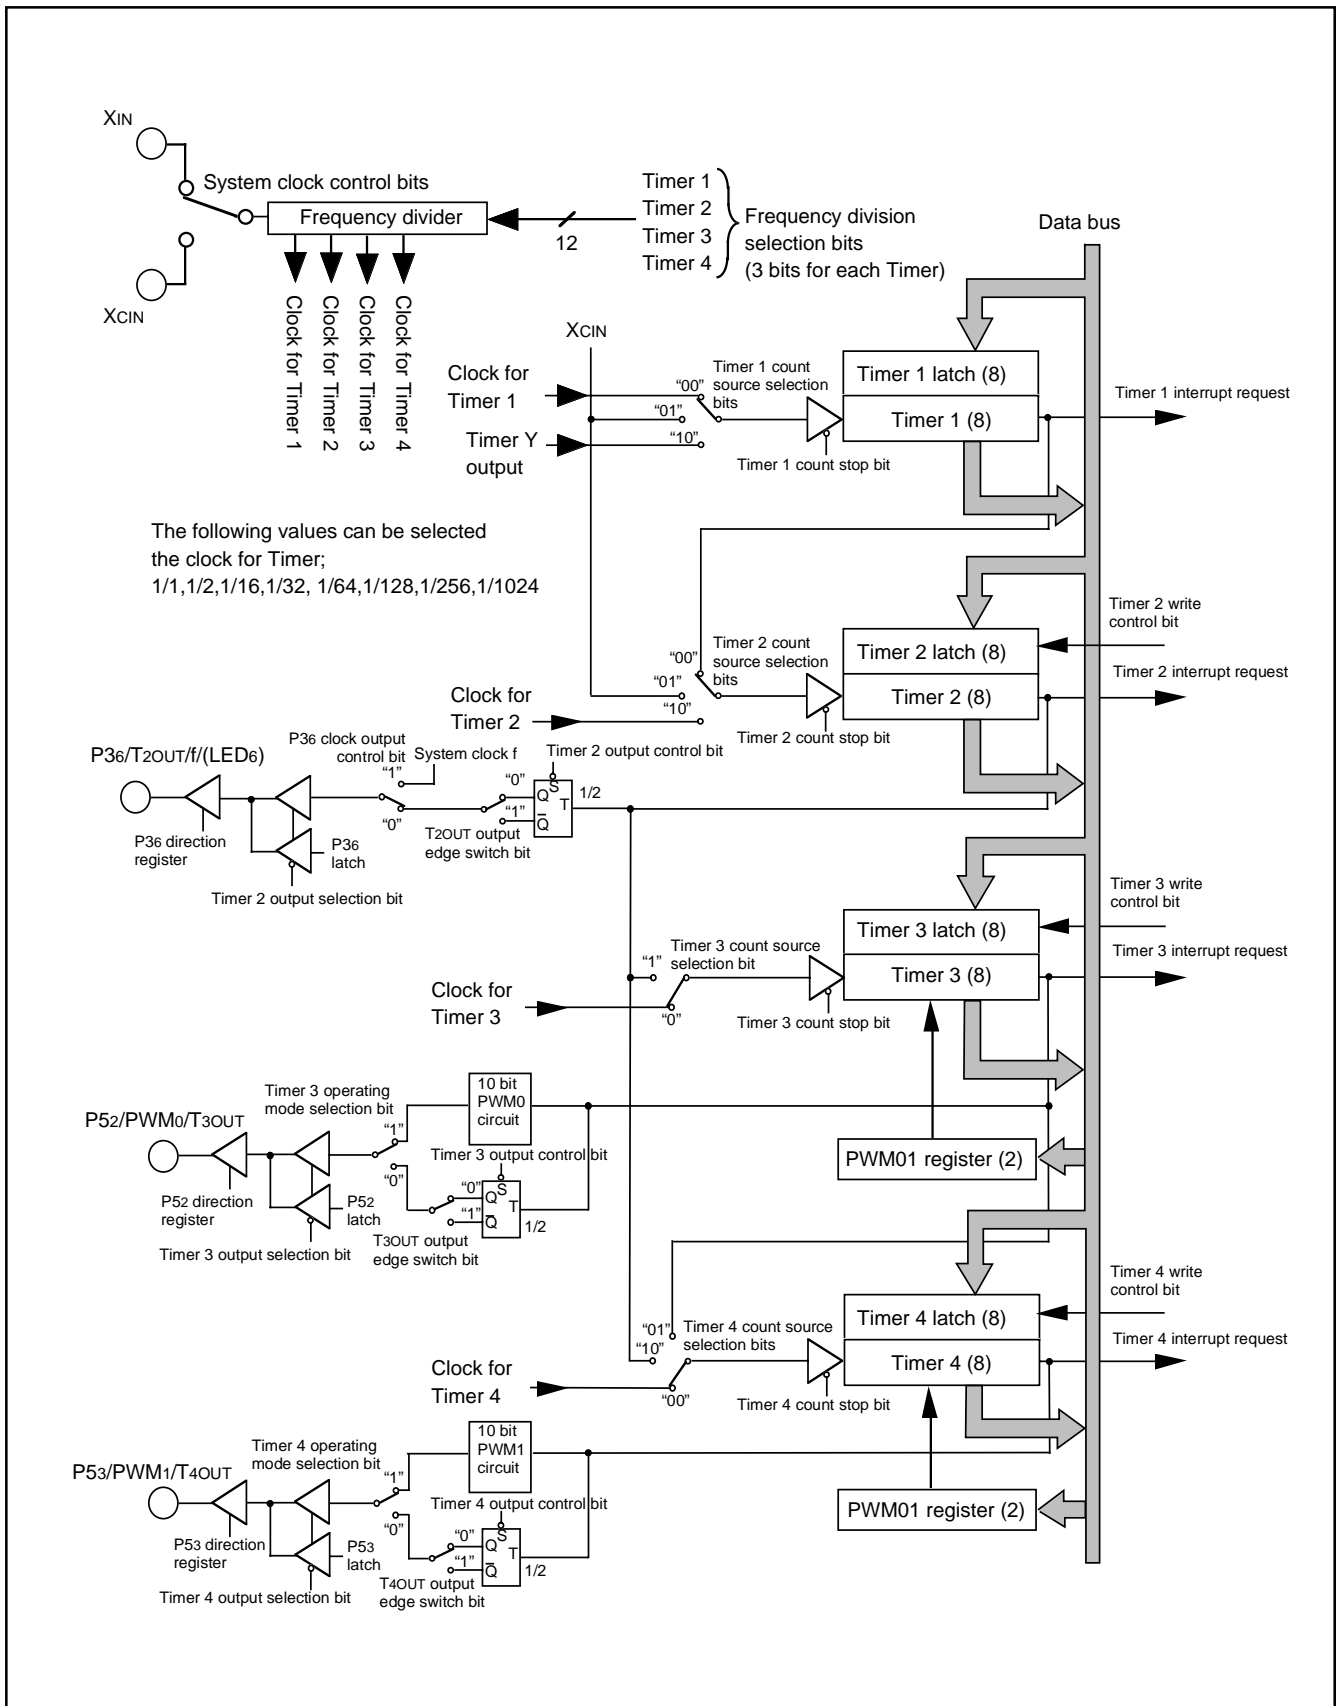 XIN
System clock control bits
Frequency divider
XCIN
12
Timer 1
Timer 2
Timer 3
Timer 4
Frequency division
selection bits
(3 bits for each Timer)
Data bus
Clock for Timer 1
Clock for Timer 2
Clock for Timer 3
Clock for Timer 4
The following values can be selected
the clock for Timer;
1/1,1/2,1/16,1/32, 1/64,1/128,1/256,1/1024
XCIN
Clock for
Timer 1
Timer Y
output
“00”
“01”
“10”
Timer 1 count
source selection
bits
Timer 1 count stop bit
Timer 1 latch (8)
Timer 1 (8)
Timer 1 interrupt request
Clock for
Timer 2
“00”
“01”
“10”
Timer 2 count
source selection
bits
Timer 2 count stop bit
Timer 2 latch (8)
Timer 2 (8)
Timer 2 write
control bit
Timer 2 interrupt request
P36/T2OUT/f/(LED6)
P36 clock output
control bit
System clock f
“1”
“0”
Timer 2 output control bit
“0”
“1”
Q
S
T
Q̅
1/2
T2OUT output
edge switch bit
P36 direction
register
P36
latch
Timer 2 output selection bit
Clock for
Timer 3
“1”
“0”
Timer 3 count source
selection bit
Timer 3 count stop bit
Timer 3 latch (8)
Timer 3 (8)
Timer 3 write
control bit
Timer 3 interrupt request
PWM01 register (2)
P52/PWM0/T3OUT
Timer 3 operating
mode selection bit
“1”
“0”
10 bit
PWM0
circuit
Timer 3 output control bit
“0”
“1”
Q
S
T
Q̅
1/2
T3OUT output
edge switch bit
P52 direction
register
P52
latch
Timer 3 output selection bit
Clock for
Timer 4
“01”
“10”
“00”
Timer 4 count source
selection bits
Timer 4 count stop bit
Timer 4 latch (8)
Timer 4 (8)
Timer 4 write
control bit
Timer 4 interrupt request
PWM01 register (2)
P53/PWM1/T4OUT
Timer 4 operating
mode selection bit
“1”
“0”
10 bit
PWM1
circuit
Timer 4 output control bit
“0”
“1”
Q
S
T
Q̅
1/2
T4OUT output
edge switch bit
P53 direction
register
P53
latch
Timer 4 output selection bit